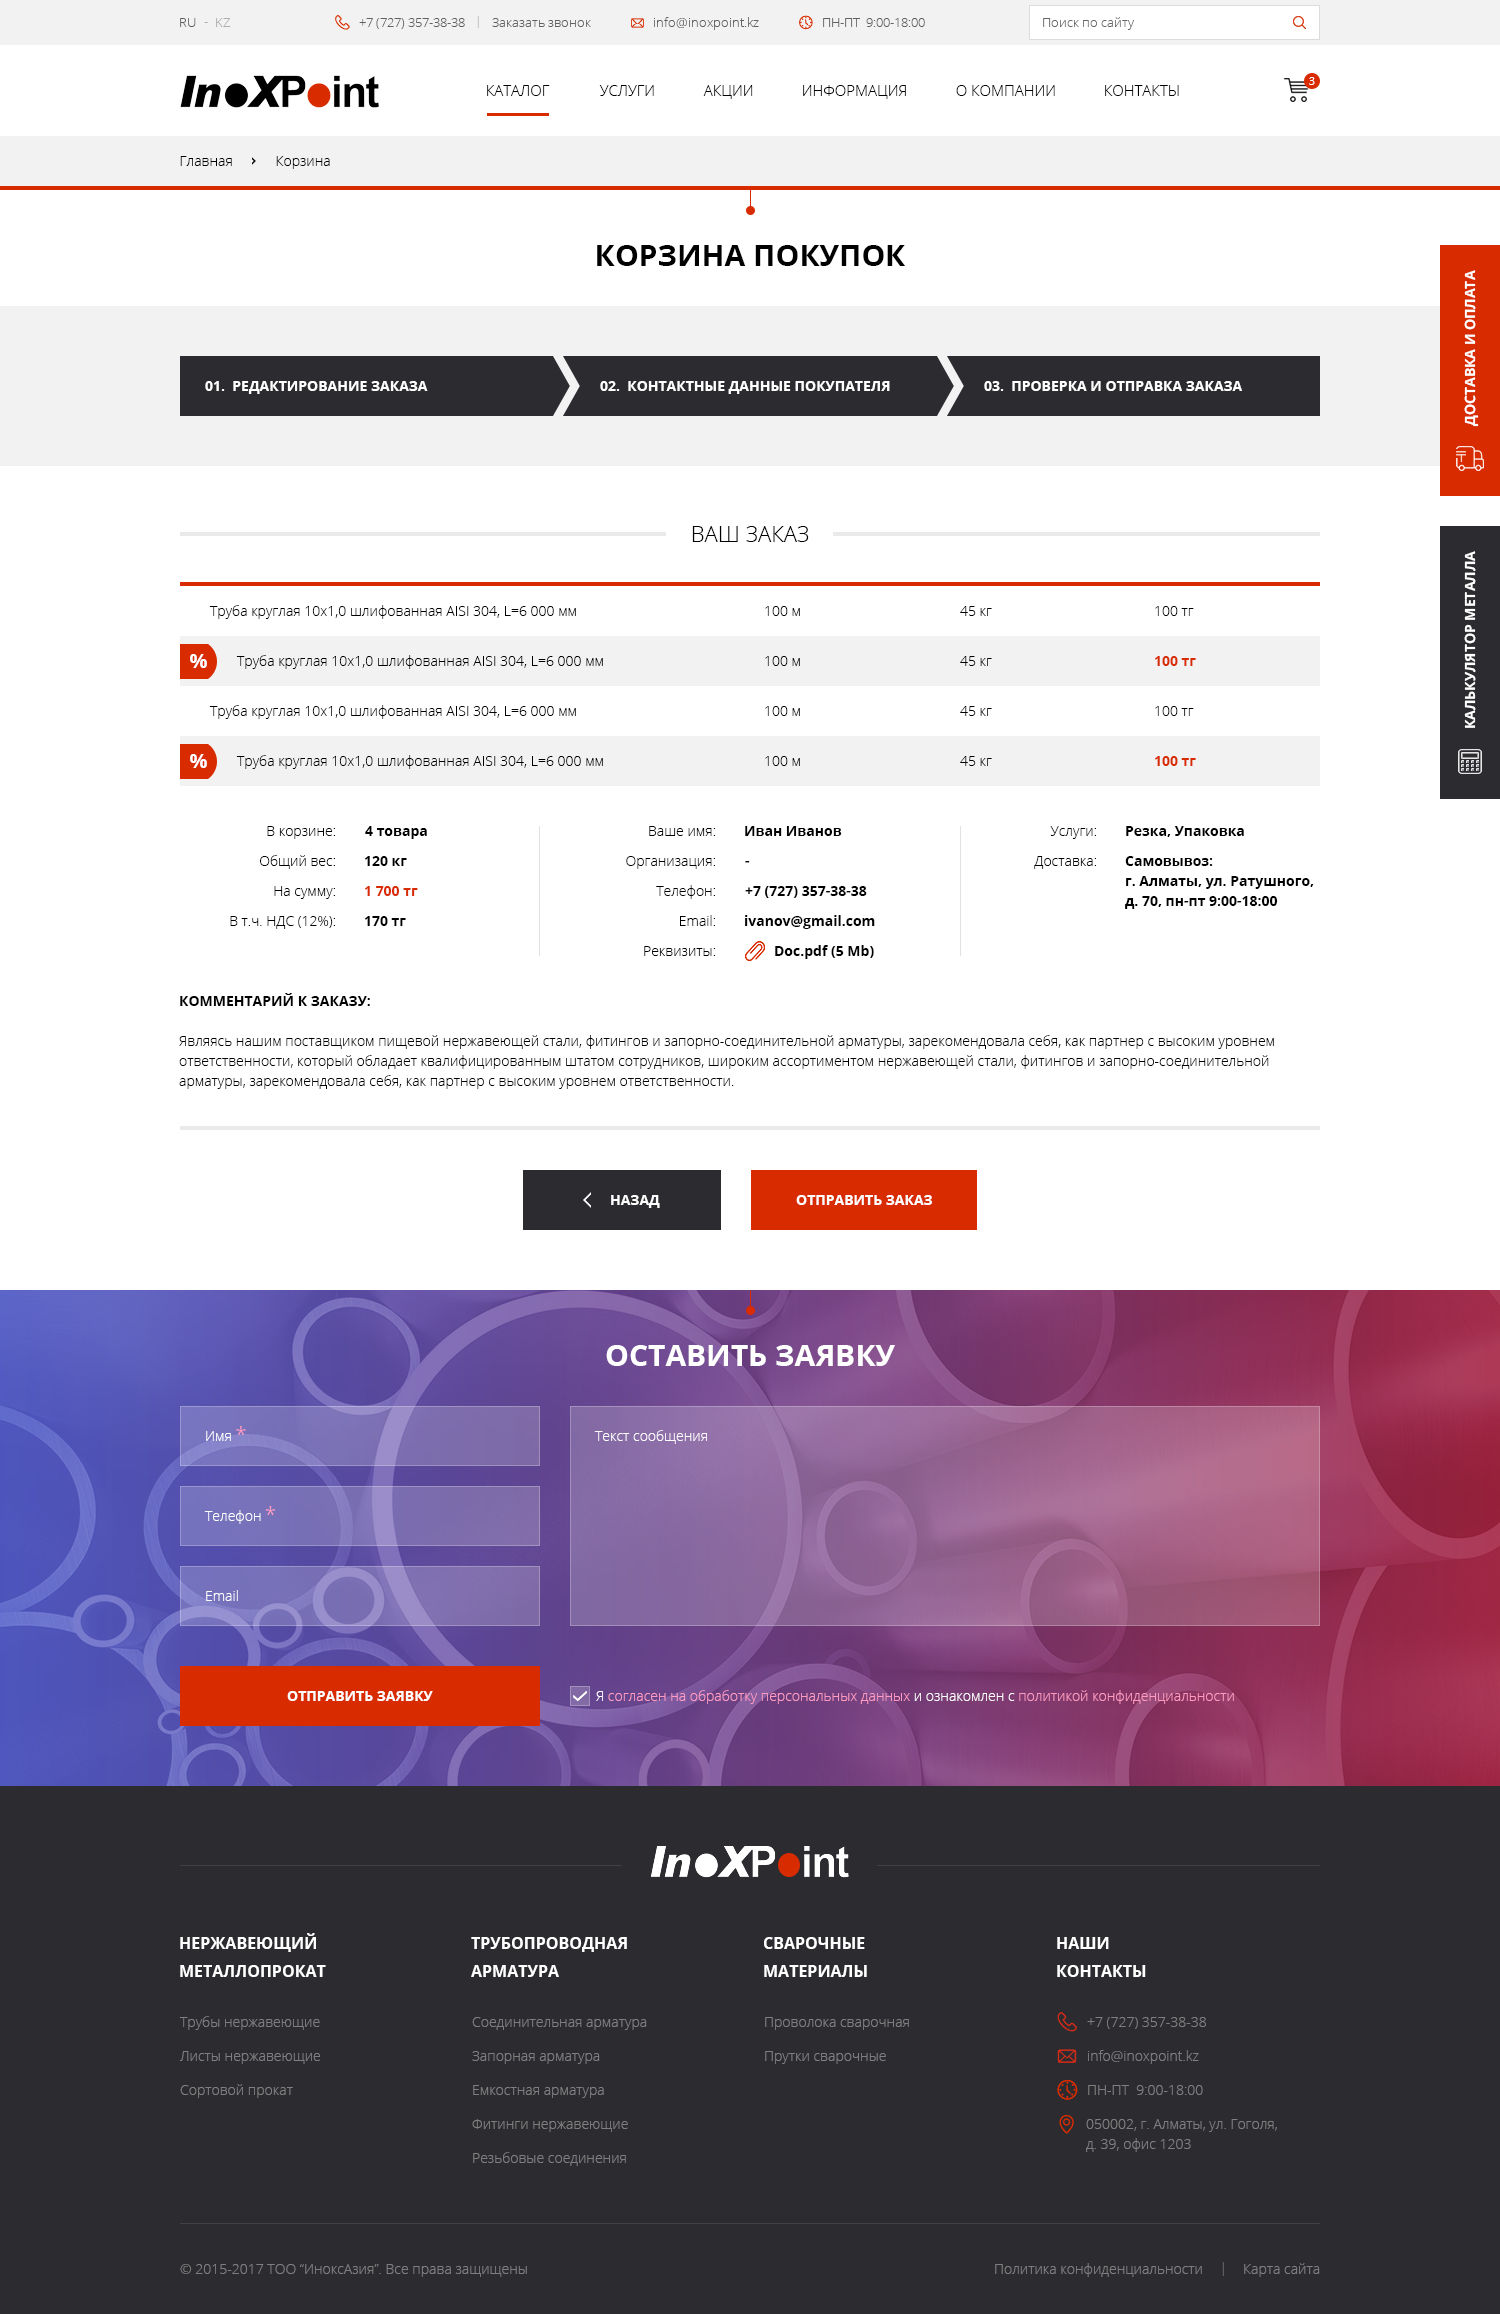 RU - KZ
+7 (727) 357-38-38 | Заказать звонок
info@inoxpoint.kz
ПН-ПТ 9:00-18:00
Поиск по сайту
InoXPoint
КАТАЛОГ УСЛУГИ АКЦИИ ИНФОРМАЦИЯ О КОМПАНИИ КОНТАКТЫ
3
Главная › Корзина
КОРЗИНА ПОКУПОК
ДОСТАВКА И ОПЛАТА
01. РЕДАКТИРОВАНИЕ ЗАКАЗА
02. КОНТАКТНЫЕ ДАННЫЕ ПОКУПАТЕЛЯ
03. ПРОВЕРКА И ОТПРАВКА ЗАКАЗА
КАЛЬКУЛЯТОР МЕТАЛЛА
ВАШ ЗАКАЗ
Труба круглая 10х1,0 шлифованная AISI 304, L=6 000 мм 100 м 45 кг 100 тг
% Труба круглая 10х1,0 шлифованная AISI 304, L=6 000 мм 100 м 45 кг 100 тг
Труба круглая 10х1,0 шлифованная AISI 304, L=6 000 мм 100 м 45 кг 100 тг
% Труба круглая 10х1,0 шлифованная AISI 304, L=6 000 мм 100 м 45 кг 100 тг
В корзине: 4 товара
Общий вес: 120 кг
На сумму: 1 700 тг
В т.ч. НДС (12%): 170 тг
Ваше имя: Иван Иванов
Организация: -
Телефон: +7 (727) 357-38-38
Email: ivanov@gmail.com
Реквизиты: Doc.pdf (5 Mb)
Услуги: Резка, Упаковка
Доставка: Самовывоз:
г. Алматы, ул. Ратушного,
д. 70, пн-пт 9:00-18:00
КОММЕНТАРИЙ К ЗАКАЗУ:
Являясь нашим поставщиком пищевой нержавеющей стали, фитингов и запорно-соединительной арматуры, зарекомендовала себя, как партнер с высоким уровнем
ответственности, который обладает квалифицированным штатом сотрудников, широким ассортиментом нержавеющей стали, фитингов и запорно-соединительной
арматуры, зарекомендовала себя, как партнер с высоким уровнем ответственности.
НАЗАД
ОТПРАВИТЬ ЗАКАЗ
ОСТАВИТЬ ЗАЯВКУ
Имя *
Телефон *
Email
Текст сообщения
ОТПРАВИТЬ ЗАЯВКУ
Я согласен на обработку персональных данных и ознакомлен с политикой конфиденциальности
InoXPoint
НЕРЖАВЕЮЩИЙ
МЕТАЛЛОПРОКАТ
Трубы нержавеющие
Листы нержавеющие
Сортовой прокат
ТРУБОПРОВОДНАЯ
АРМАТУРА
Соединительная арматура
Запорная арматура
Емкостная арматура
Фитинги нержавеющие
Резьбовые соединения
СВАРОЧНЫЕ
МАТЕРИАЛЫ
Проволока сварочная
Прутки сварочные
НАШИ
КОНТАКТЫ
+7 (727) 357-38-38
info@inoxpoint.kz
ПН-ПТ 9:00-18:00
050002, г. Алматы, ул. Гоголя,
д. 39, офис 1203
© 2015-2017 ТОО “ИноксАзия”. Все права защищены
Политика конфиденциальности | Карта сайта